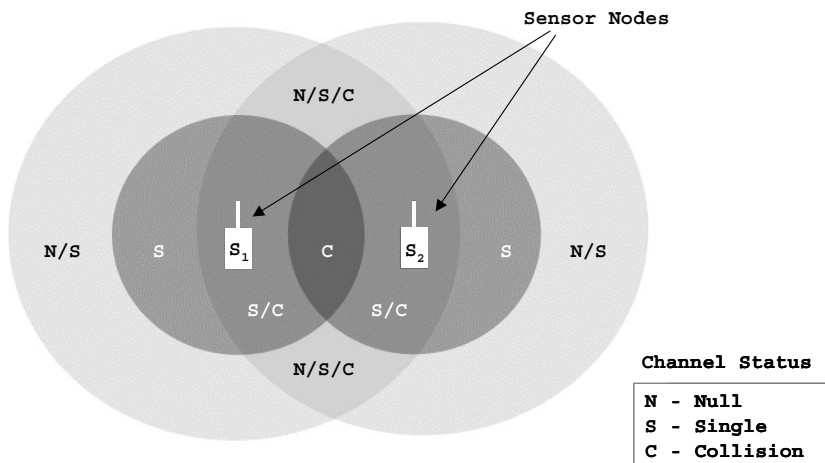 Sensor Nodes
N/S/C
N/S
S
S1
C
S2
S
N/S
S/C
S/C
N/S/C
Channel Status
N - Null
S - Single
C - Collision